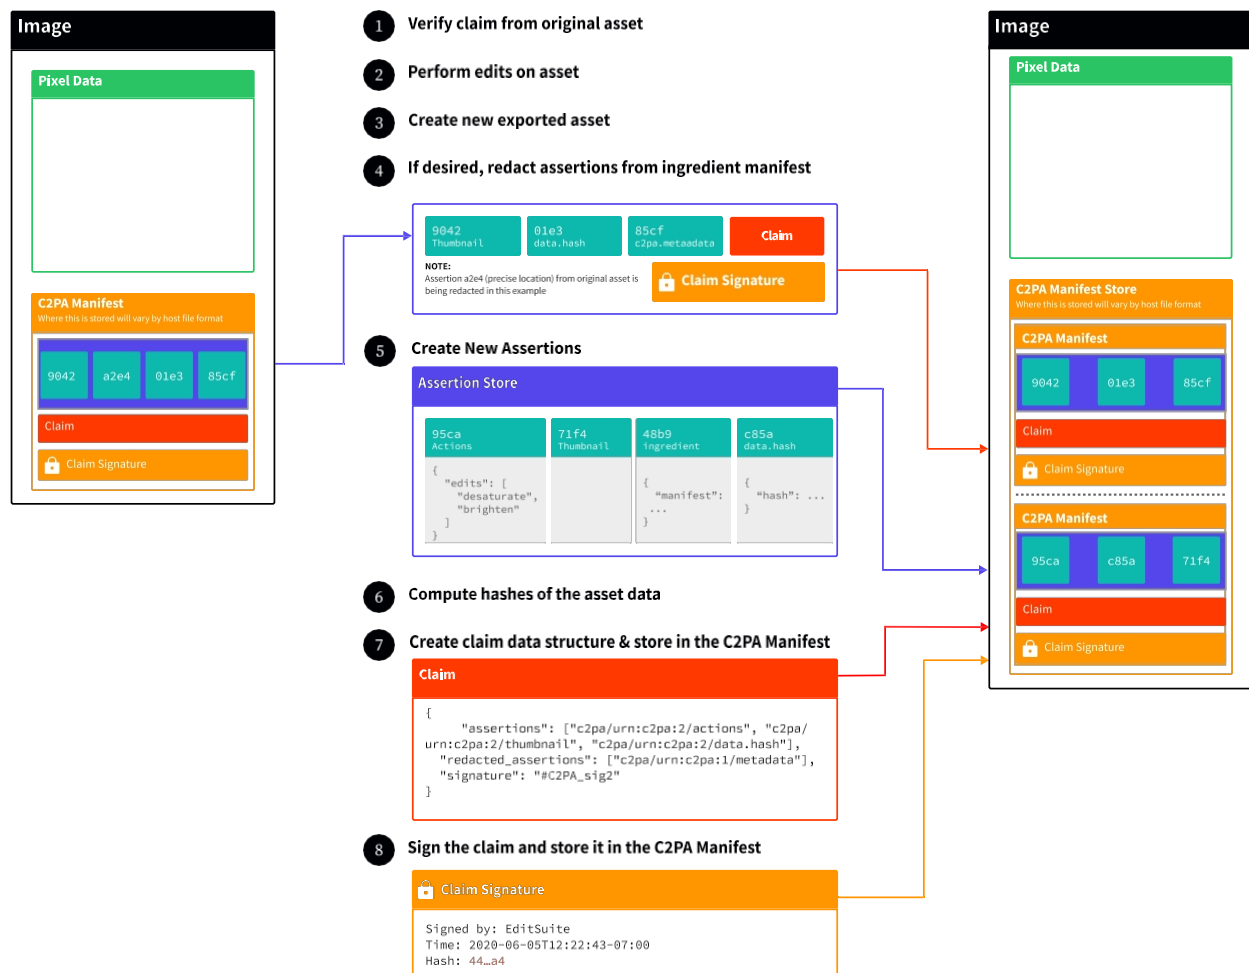 Image
Pixel Data
C2PA Manifest
Where this is stored will vary by host file format
9042
a2e4
01e3
85cf
Claim
Claim Signature
1 Verify claim from original asset
2 Perform edits on asset
3 Create new exported asset
4 If desired, redact assertions from ingredient manifest
9042
Thumbnail
01e3
data.hash
85cf
c2pa.metaadata
Claim
NOTE:
Assertion a2e4 (precise location) from original asset is
being redacted in this example
Claim Signature
5 Create New Assertions
Assertion Store
95ca
Actions
{
"edits": [
"desaturate",
"brighten"
]
}
71f4
Thumbnail
48b9
ingredient
{
"manifest":
...
}
c85a
data.hash
{
"hash": ...
}
6 Compute hashes of the asset data
7 Create claim data structure & store in the C2PA Manifest
Claim
{
"assertions": ["c2pa/urn:c2pa:2/actions", "c2pa/
urn:c2pa:2/thumbnail", "c2pa/urn:c2pa:2/data.hash"],
"redacted_assertions": ["c2pa/urn:c2pa:1/metadata"],
"signature": "#C2PA_sig2"
}
8 Sign the claim and store it in the C2PA Manifest
Claim Signature
Signed by: EditSuite
Time: 2020-06-05T12:22:43-07:00
Hash: 44…a4
Image
Pixel Data
C2PA Manifest Store
Where this is stored will vary by host file format
C2PA Manifest
9042
01e3
85cf
Claim
Claim Signature
C2PA Manifest
95ca
c85a
71f4
Claim
Claim Signature